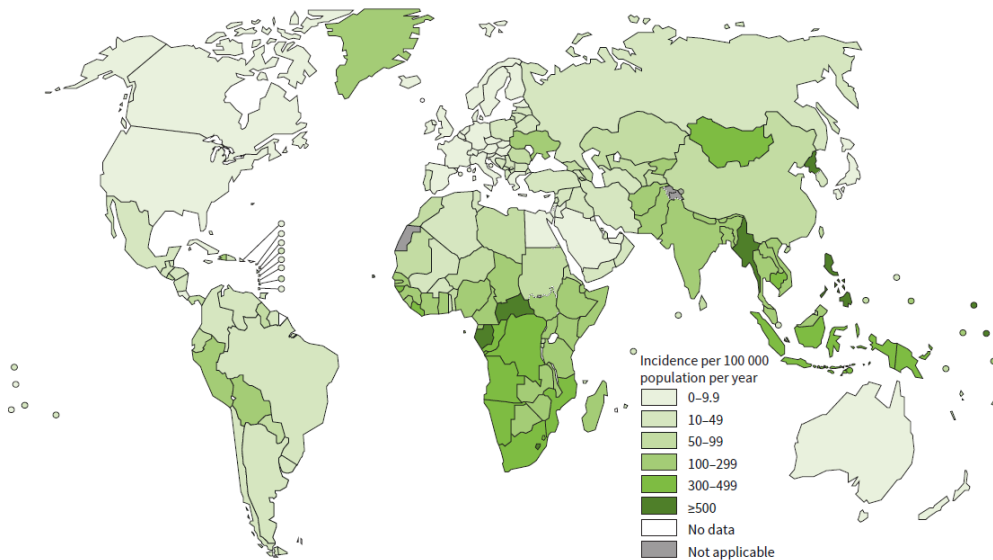 Incidence per 100 000
population per year
0–9.9
10–49
50–99
100–299
300–499
≥500
No data
Not applicable